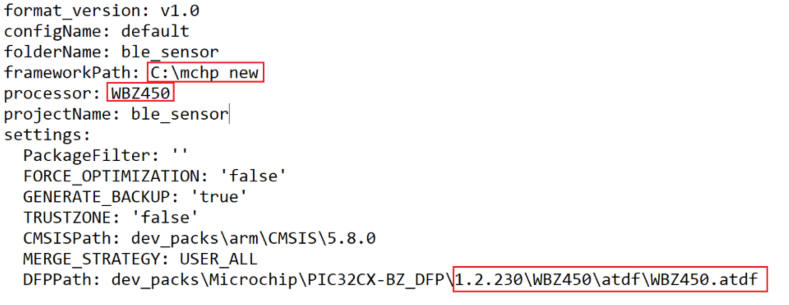 format_version: v1.0
configName: default
folderName: ble_sensor
frameworkPath: C:\mchp new
processor: WBZ450
projectName: ble_sensor
settings:
  PackageFilter: ''
  FORCE_OPTIMIZATION: 'false'
  GENERATE_BACKUP: 'true'
  TRUSTZONE: 'false'
  CMSISPath: dev_packs\arm\CMSIS\5.8.0
  MERGE_STRATEGY: USER_ALL
  DFPPath: dev_packs\Microchip\PIC32CX-BZ_DFP\1.2.230\WBZ450\atdf\WBZ450.atdf